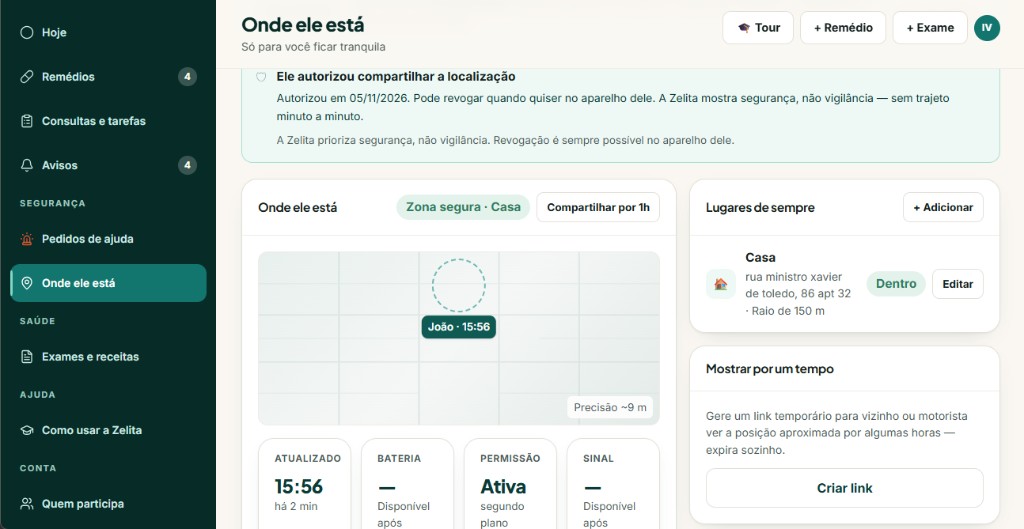 Hoje
Remédios
4
Consultas e tarefas
Avisos
4
SEGURANÇA
Pedidos de ajuda
Onde ele está
SAÚDE
Exames e receitas
AJUDA
Como usar a Zelita
CONTA
Quem participa
Onde ele está
Só para você ficar tranquila
Tour
+ Remédio
+ Exame
IV
Ele autorizou compartilhar a localização
Autorizou em 05/11/2026. Pode revogar quando quiser no aparelho dele. A Zelita mostra segurança, não vigilância — sem trajeto
minuto a minuto.
A Zelita prioriza segurança, não vigilância. Revogação é sempre possível no aparelho dele.
Onde ele está
Zona segura · Casa
Compartilhar por 1h
João · 15:56
Precisão ~9 m
ATUALIZADO
15:56
há 2 min
BATERIA
—
Disponível
após
PERMISSÃO
Ativa
segundo
plano
SINAL
—
Disponível
após
Lugares de sempre
+ Adicionar
Casa
rua ministro xavier
de toledo, 86 apt 32
· Raio de 150 m
Dentro
Editar
Mostrar por um tempo
Gere um link temporário para vizinho ou motorista
ver a posição aproximada por algumas horas —
expira sozinho.
Criar link